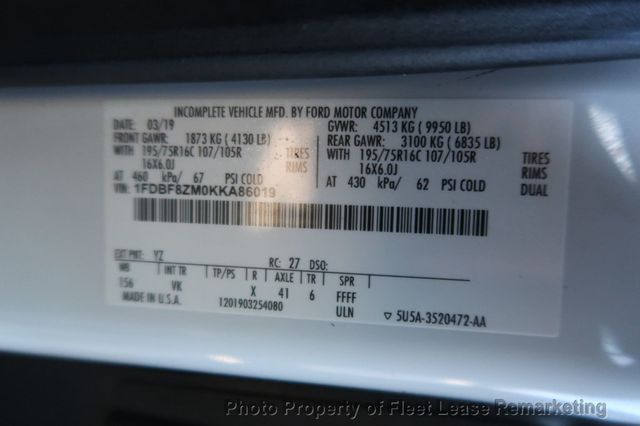 INCOMPLETE VEHICLE MFD. BY FORD MOTOR COMPANY
DATE: 03/19 GVWR: 4513 KG ( 9950 LB)
FRONT GAWR: 1873 KG ( 4130 LB) REAR GAWR: 3100 KG ( 6835 LB)
WITH 195/75R16C 107/105R TIRES WITH 195/75R16C 107/105R TIRES
16X6.0J RIMS 16X6.0J RIMS
AT 460 kPa/ 67 PSI COLD AT 430 kPa/ 62 PSI COLD DUAL
VIN: 1FDBF8ZM0KKA86019
EXT PNT: YZ RC: 27 DSO:
WB INT TR TP/PS R AXLE TR SPR
156 VK X 41 6 FFFF
MADE IN U.S.A. 1201903254080 ULN ▽ 5U5A-3520472-AA
Photo Property of Fleet Lease Remarketing